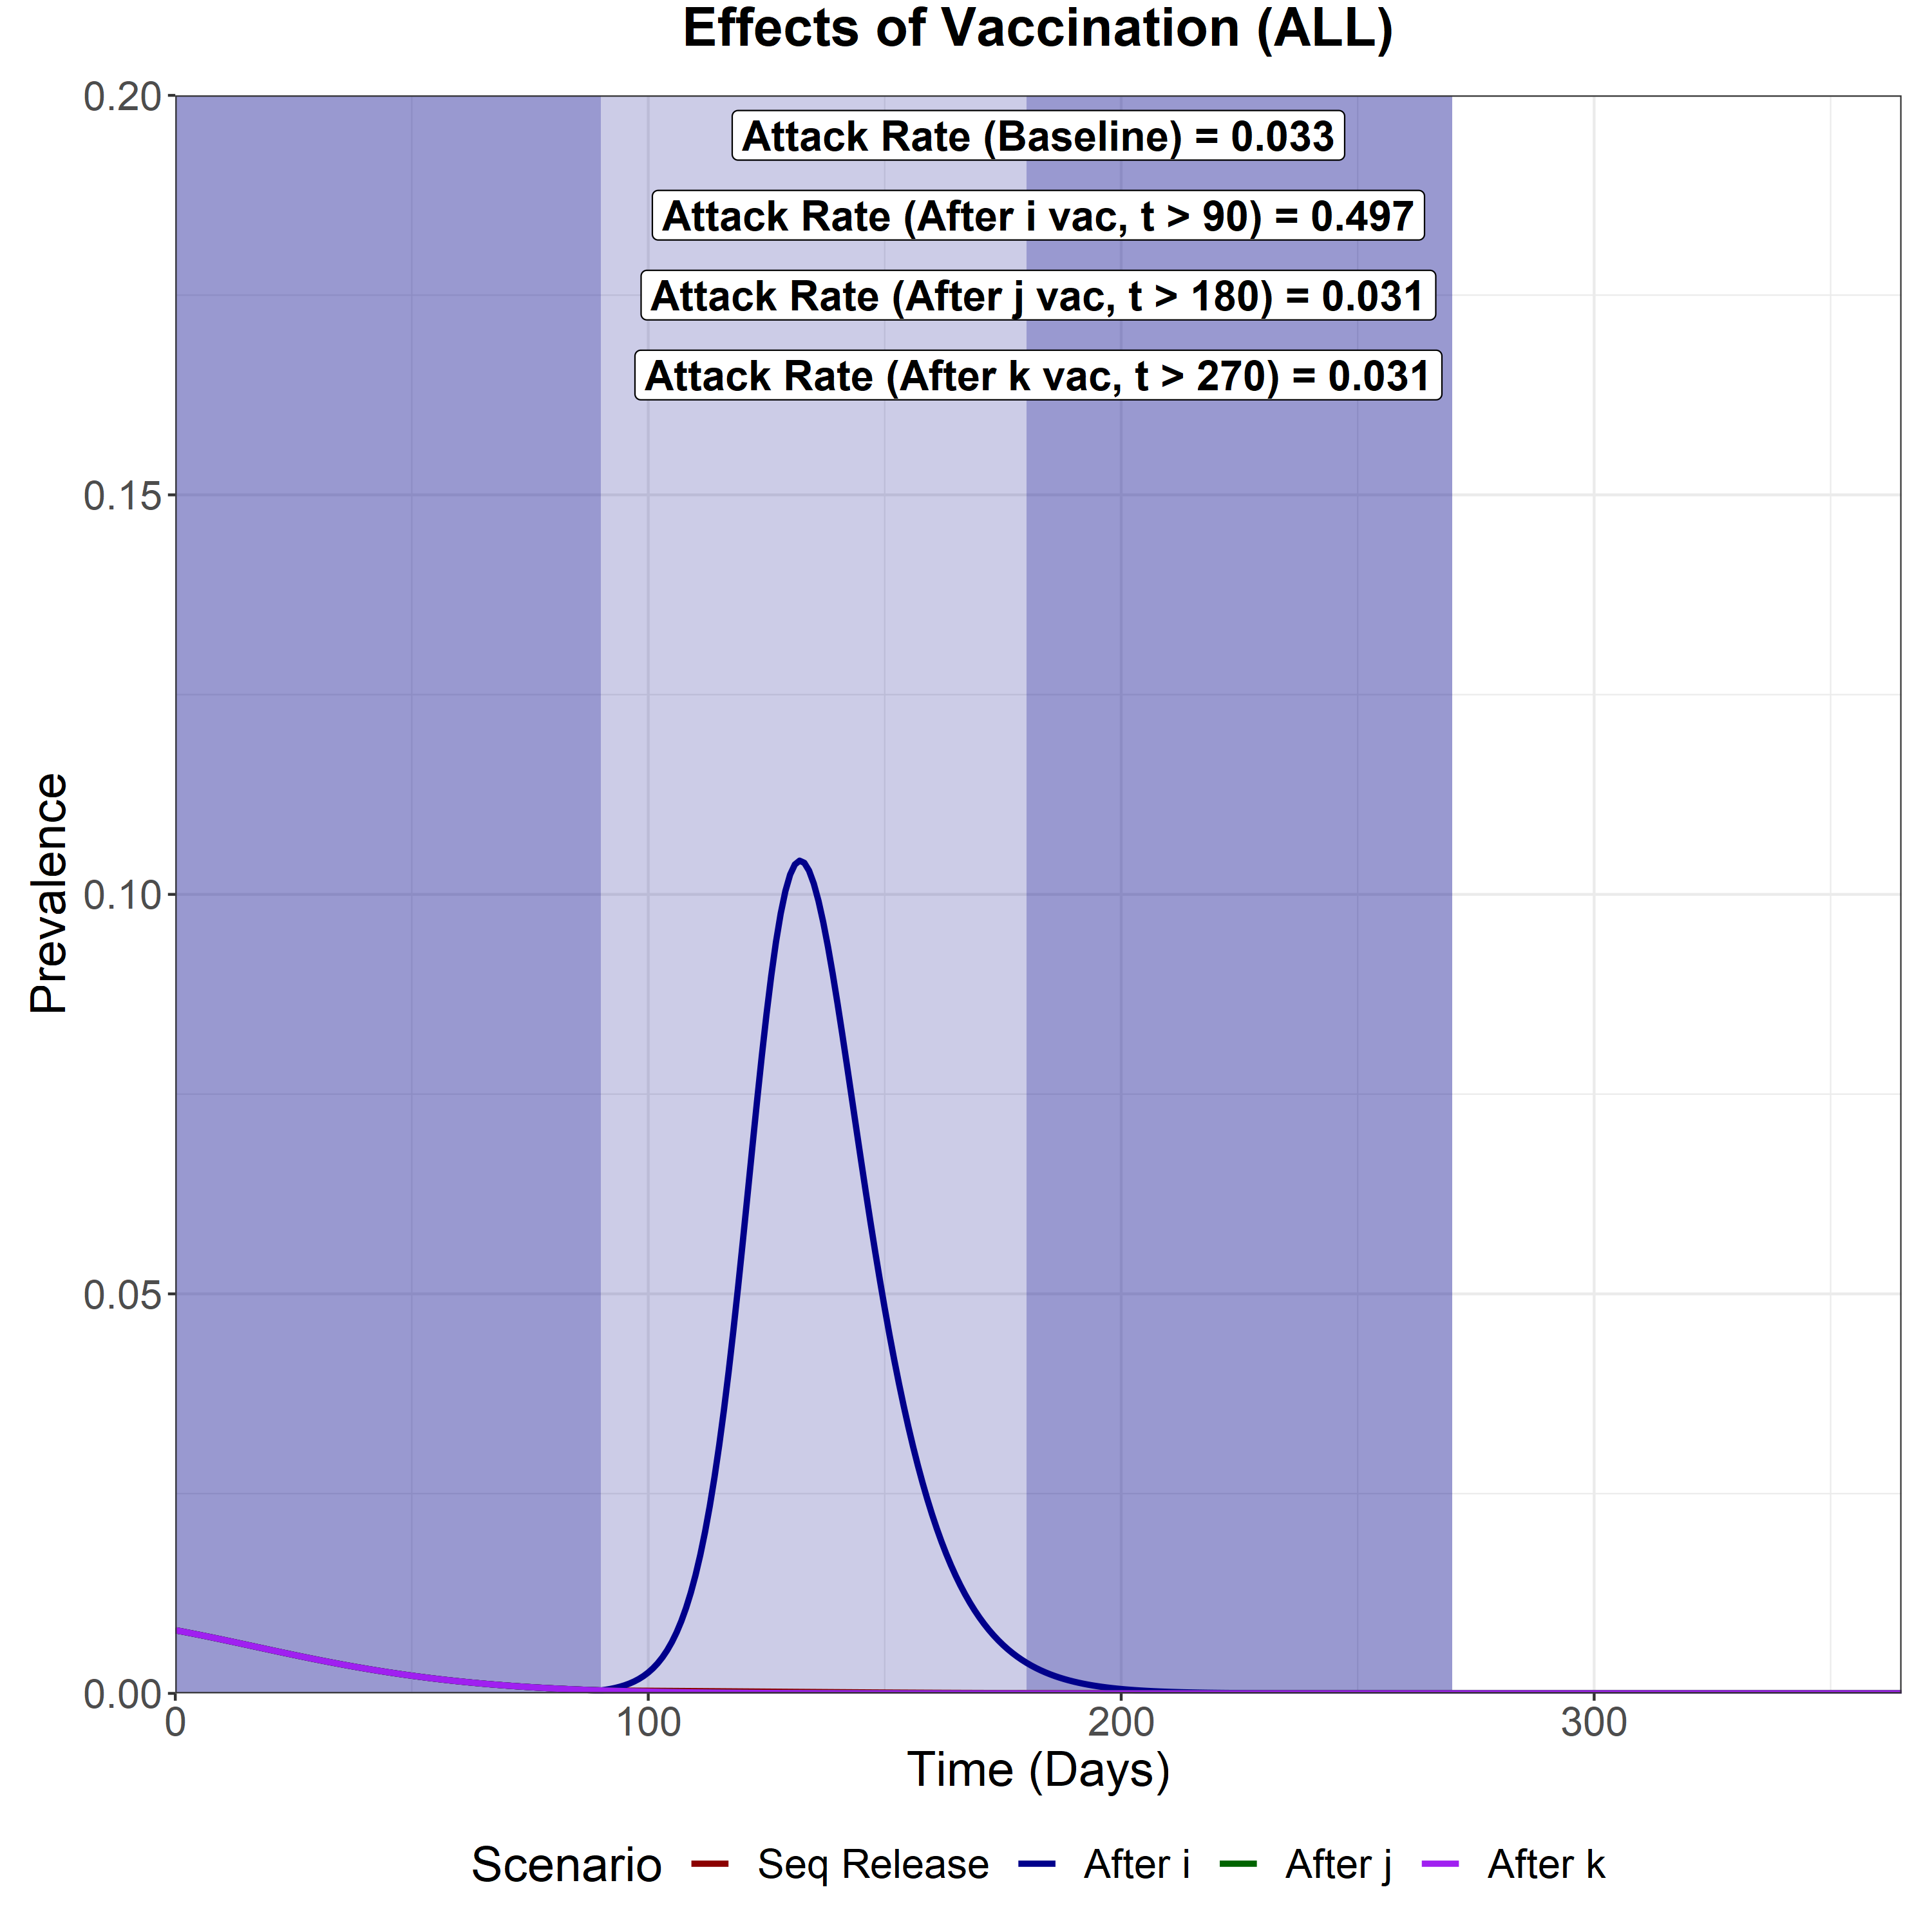 Effects of Vaccination (ALL)
Attack Rate (Baseline) = 0.033
Attack Rate (After i vac, t > 90) = 0.497
Attack Rate (After j vac, t > 180) = 0.031
Attack Rate (After k vac, t > 270) = 0.031
Prevalence
0.20
0.15
0.10
0.05
0.00
0 100 200 300
Time (Days)
Scenario Seq Release After i After j After k